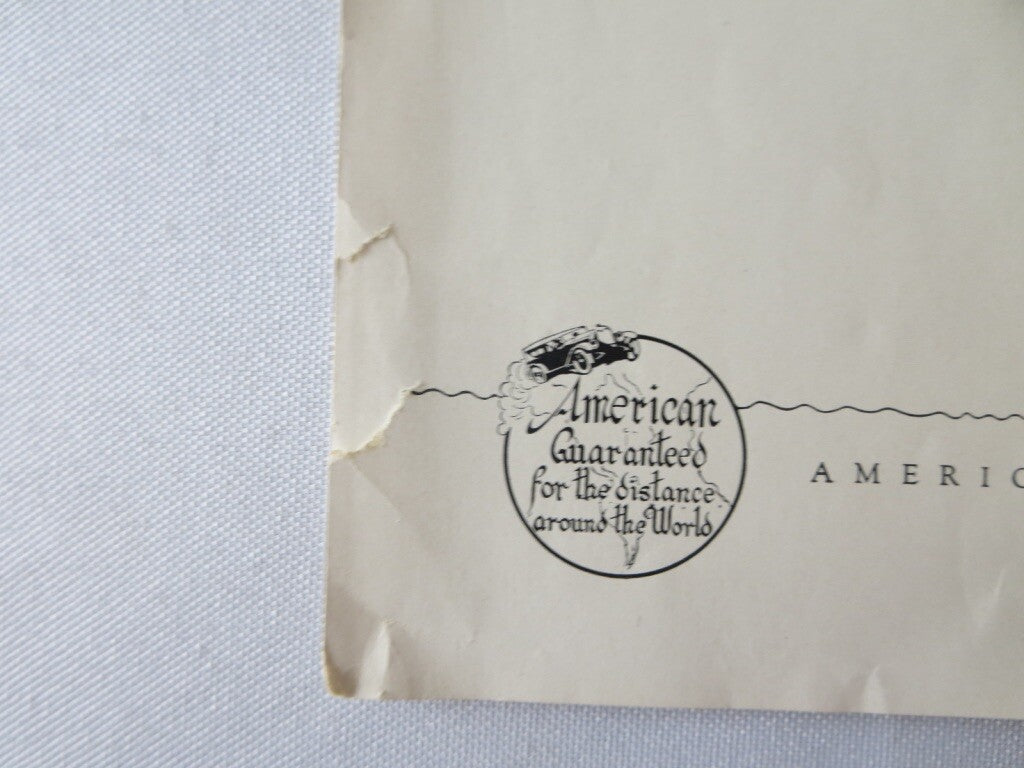 American
Guaranteed
for the distance
around the World
AMERIC